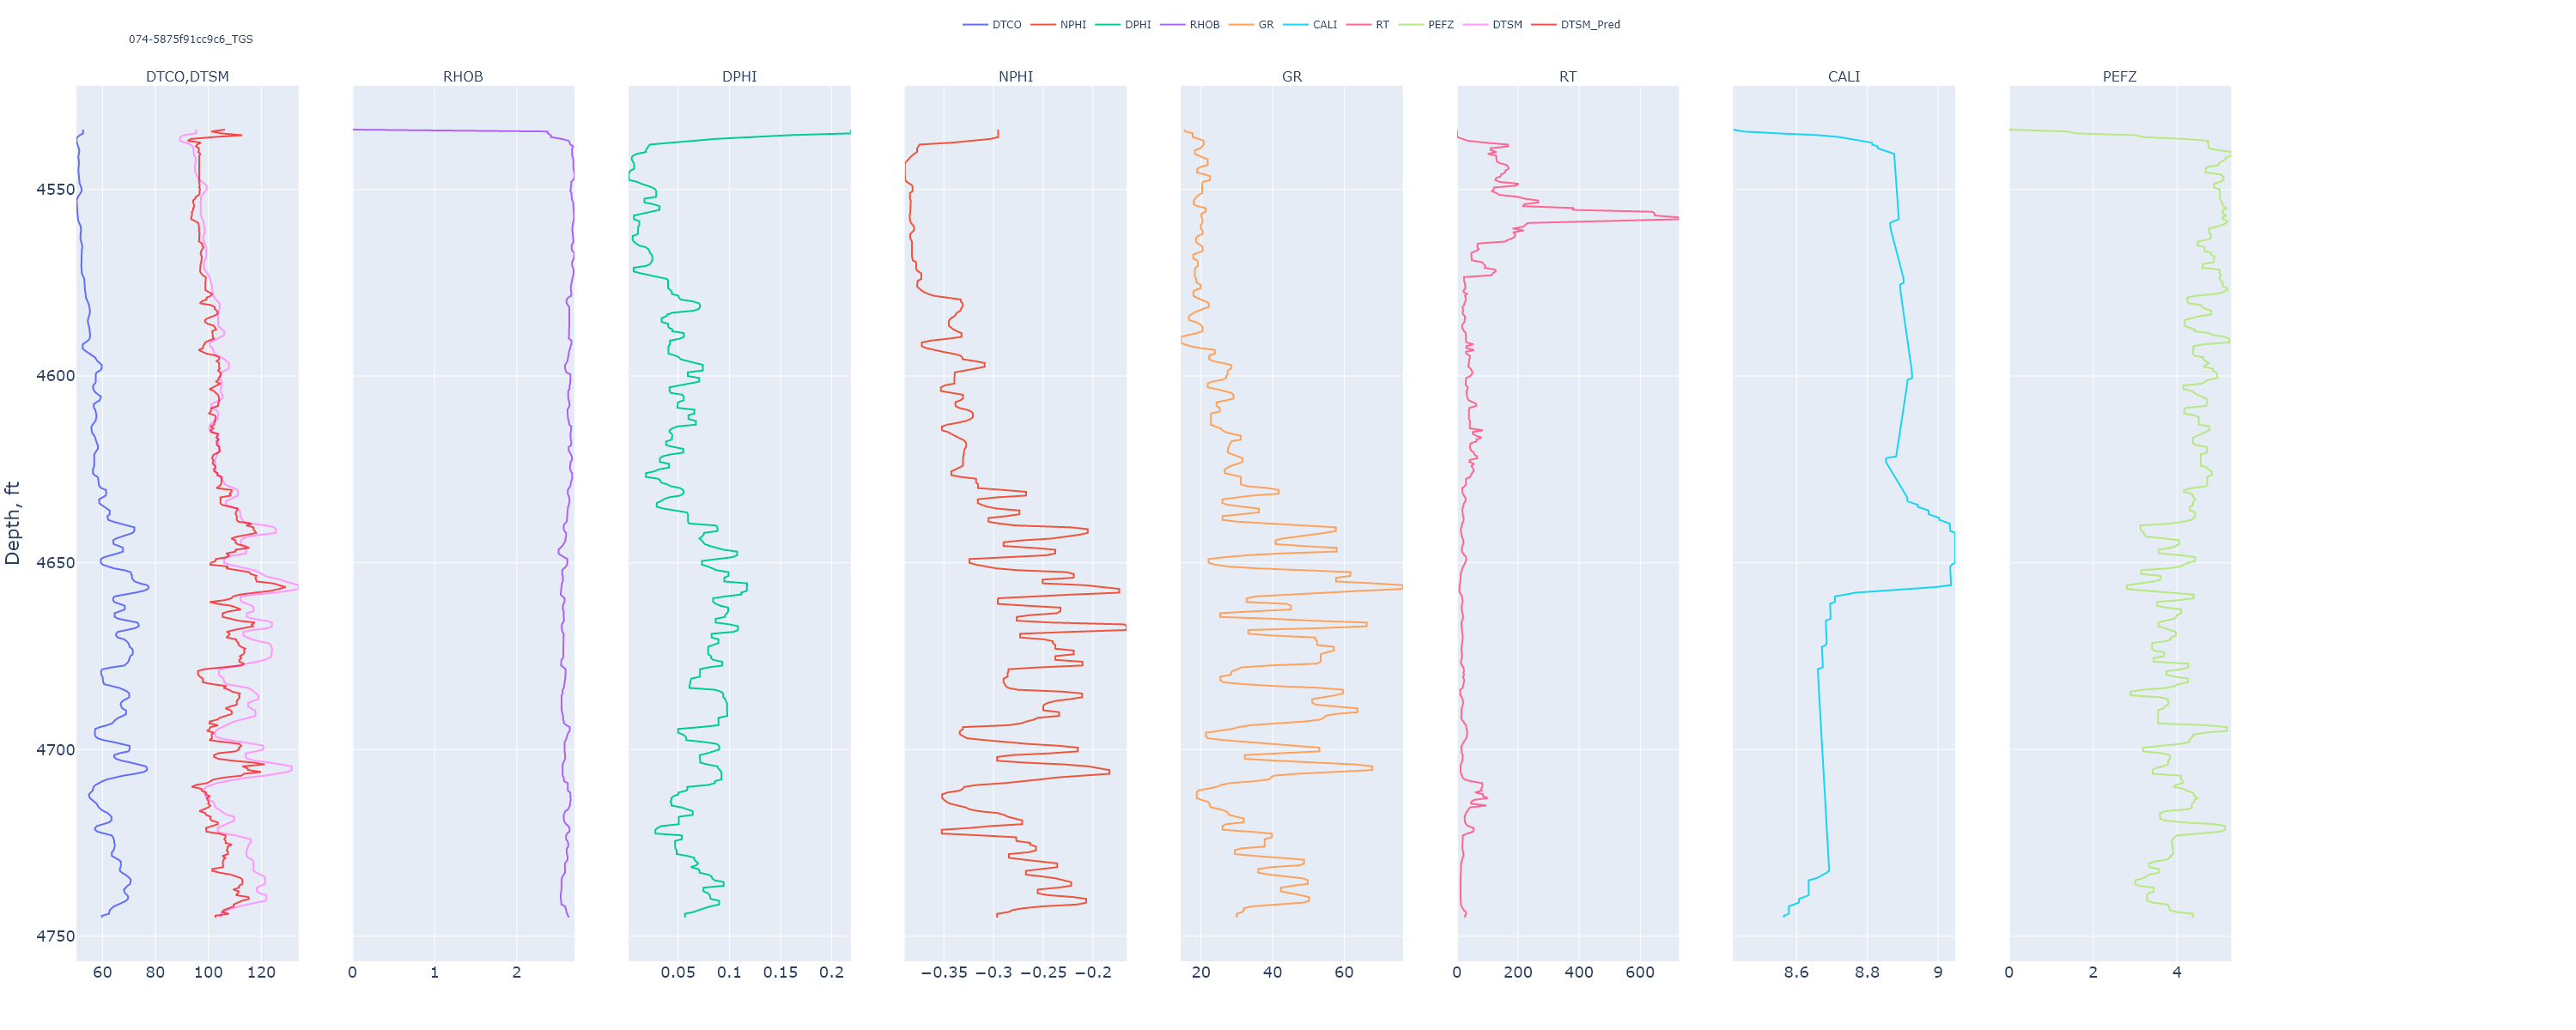 DTCO NPHI DPHI RHOB GR CALI RT PEFZ DTSM DTSM_Pred
074-5875f91cc9c6_TGS
DTCO,DTSM RHOB DPHI NPHI GR RT CALI PEFZ
Depth, ft
4550
4600
4650
4700
4750
60 80 100 120 0 1 2 0.05 0.1 0.15 0.2 −0.35 −0.3 −0.25 −0.2 20 40 60 0 200 400 600 8.6 8.8 9 0 2 4